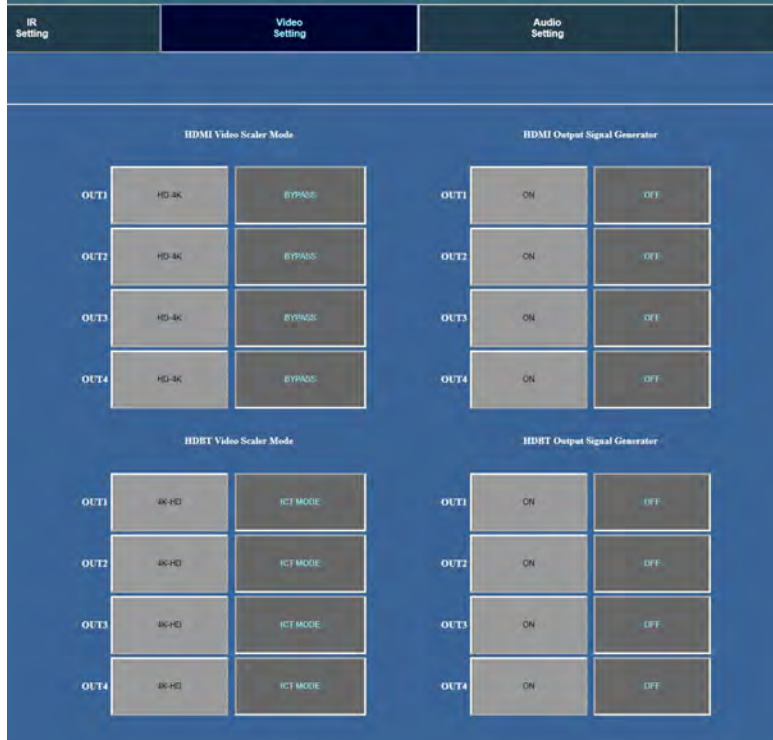 IR
Setting
Video
Setting
Audio
Setting
HDMI Video Scaler Mode
OUT1 HD-4K BYPASS
OUT2 HD-4K BYPASS
OUT3 HD-4K BYPASS
OUT4 HD-4K BYPASS
HDMI Output Signal Generator
OUT1 ON OFF
OUT2 ON OFF
OUT3 ON OFF
OUT4 ON OFF
HDBT Video Scaler Mode
OUT1 4K-HD ICT MODE
OUT2 4K-HD ICT MODE
OUT3 4K-HD ICT MODE
OUT4 4K-HD ICT MODE
HDBT Output Signal Generator
OUT1 ON OFF
OUT2 ON OFF
OUT3 ON OFF
OUT4 ON OFF